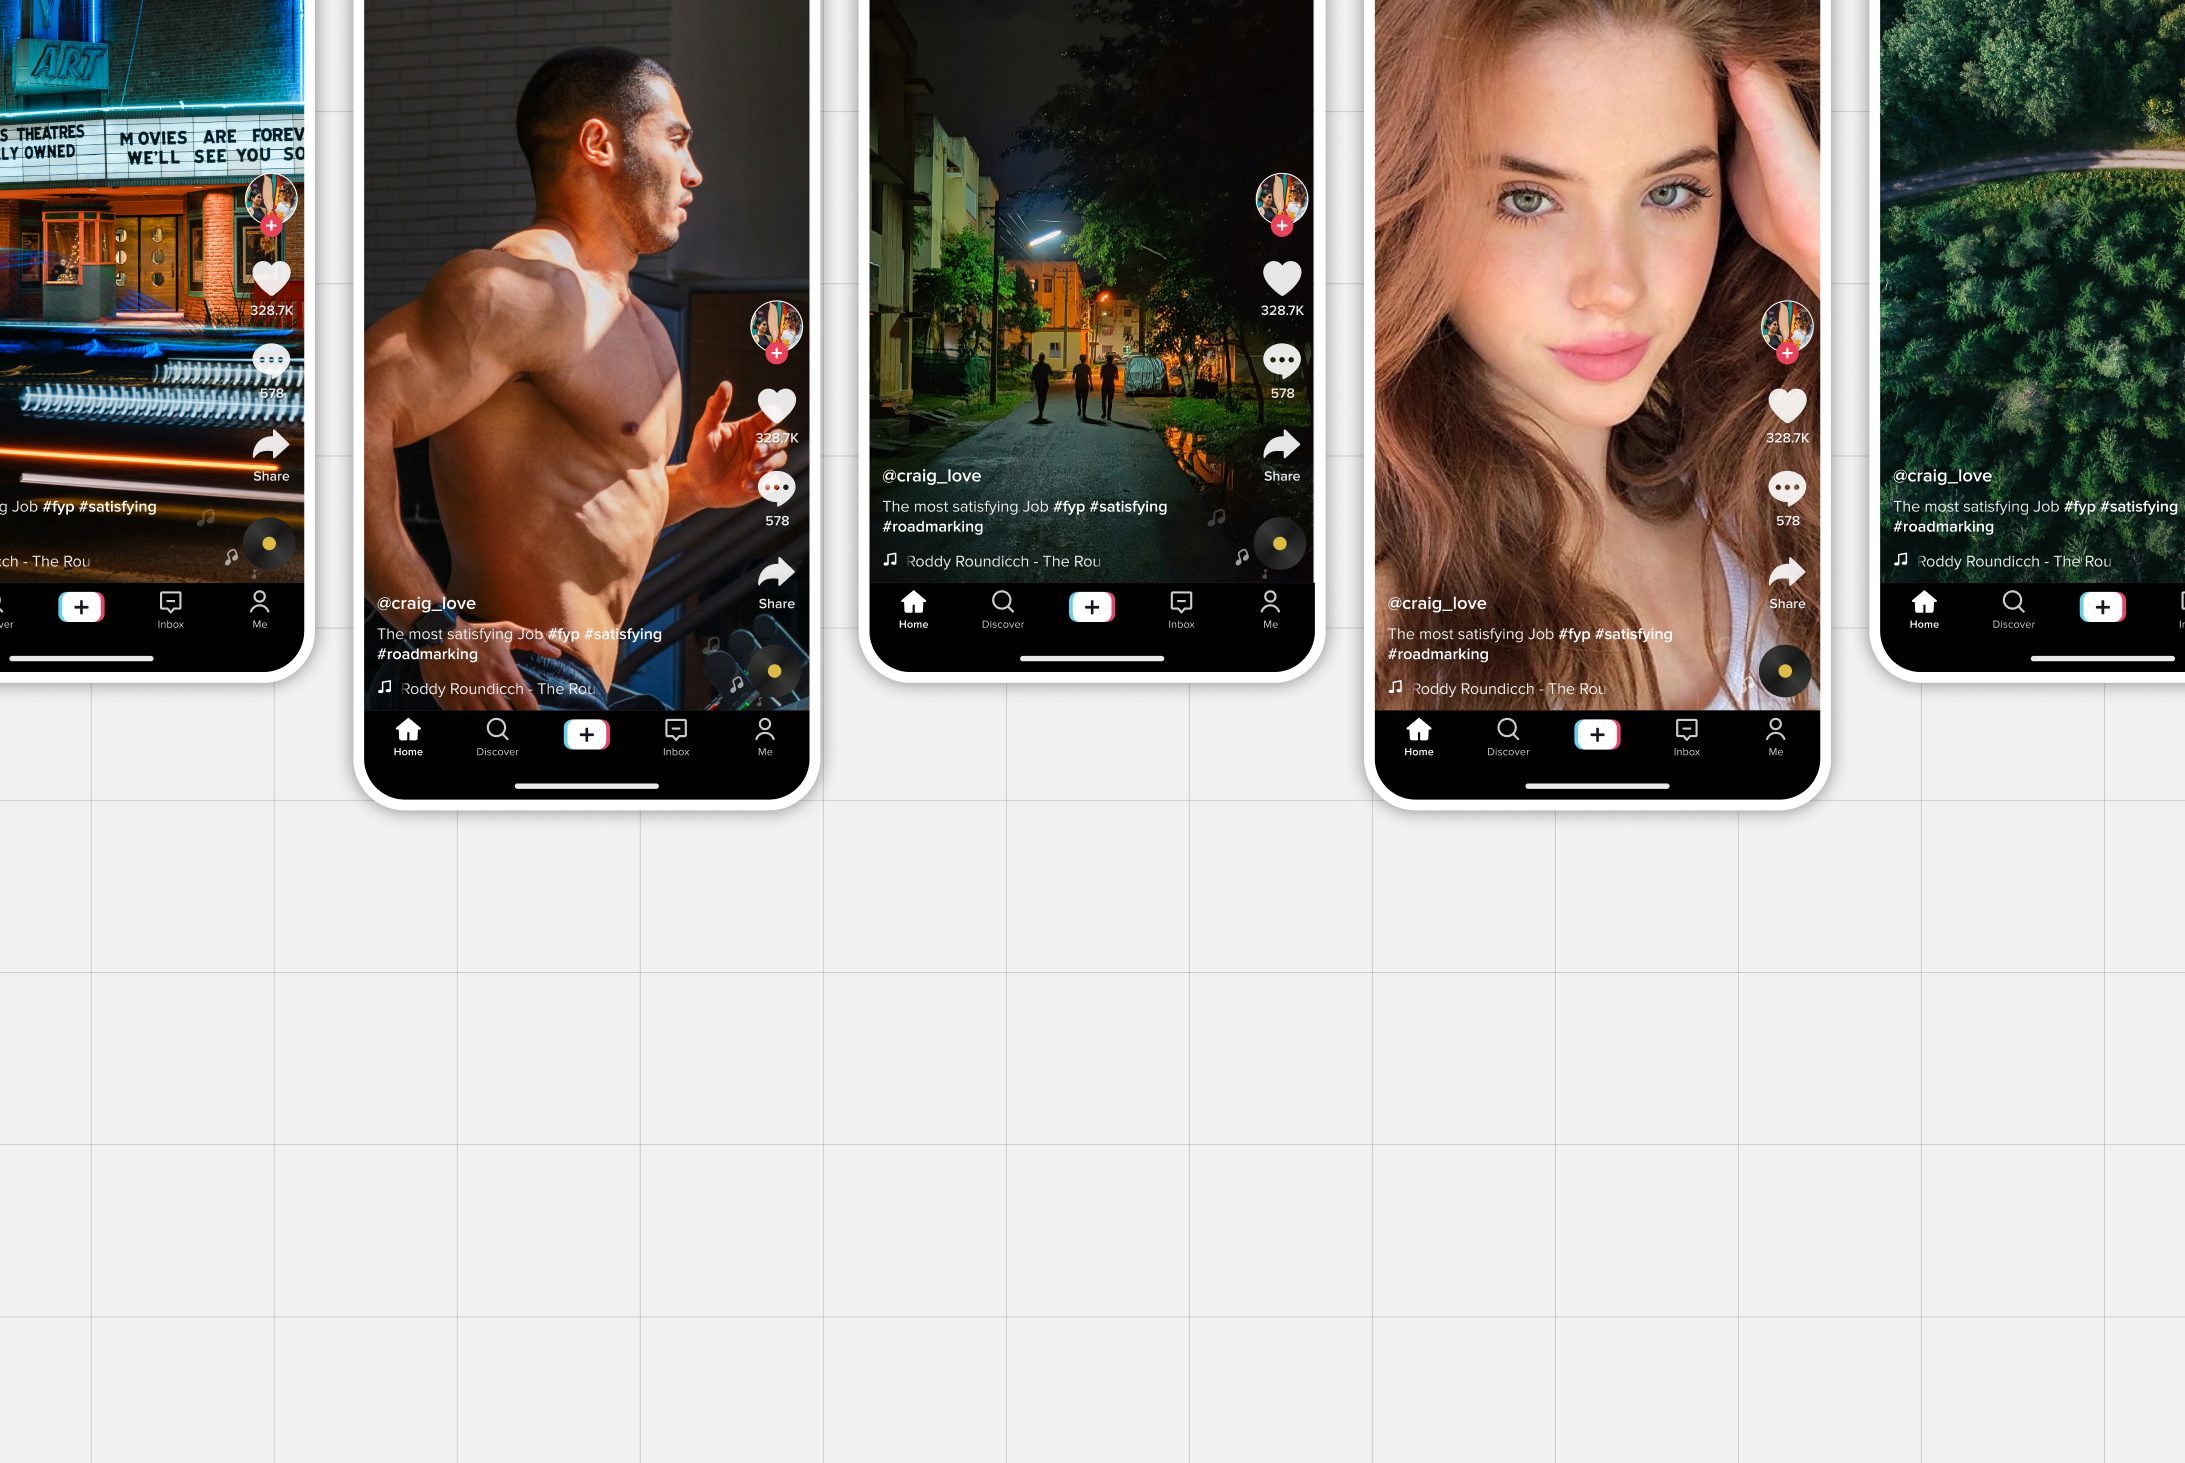 ART
S THEATRES
LY OWNED
MOVIES ARE FOREV
WE'LL SEE YOU SO
328.7K
578
Share
g Job #fyp #satisfying
cch - The Rou
ver
Inbox
Me
328.7K
578
Share
@craig_love
The most satisfying Job #fyp #satisfying
#roadmarking
Roddy Roundicch - The Rou
Home
Discover
Inbox
Me
328.7K
578
Share
@craig_love
The most satisfying Job #fyp #satisfying
#roadmarking
Roddy Roundicch - The Rou
Home
Discover
Inbox
Me
328.7K
578
Share
@craig_love
The most satisfying Job #fyp #satisfying
#roadmarking
Roddy Roundicch - The Rou
Home
Discover
Inbox
Me
@craig_love
The most satisfying Job #fyp #satisfying
#roadmarking
Roddy Roundicch - The Rou
Home
Discover
In